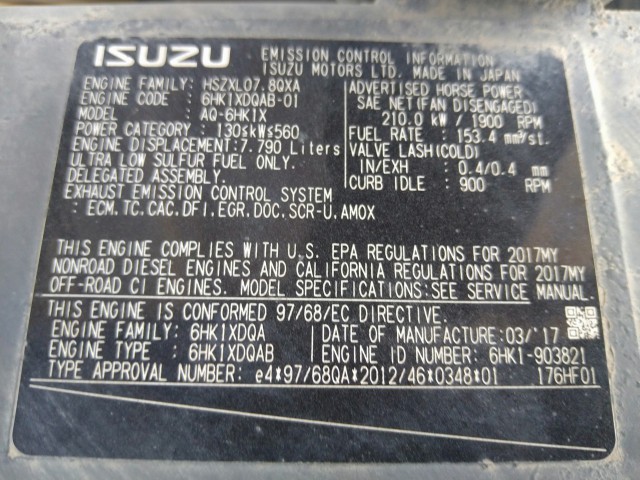 ISUZU EMISSION CONTROL INFORMATION
ISUZU MOTORS LTD. MADE IN JAPAN
ENGINE FAMILY: HSZXL07.8QXA
ENGINE CODE : 6HK1XDQAB-01
MODEL : AQ-6HK1X
POWER CATEGORY : 130≤kW≤560
ENGINE DISPLACEMENT: 7.790 Liters
ULTRA LOW SULFUR FUEL ONLY.
DELEGATED ASSEMBLY.
EXHAUST EMISSION CONTROL SYSTEM
: ECM.TC.CAC.DFI.EGR.DOC.SCR-U.AMOX
ADVERTISED HORSE POWER
SAE NET(FAN DISENGAGED)
210.0 kW / 1900 RPM
FUEL RATE : 153.4 mm³/st.
VALVE LASH(COLD)
IN/EXH : 0.4/0.4 mm
CURB IDLE : 900 RPM
THIS ENGINE COMPLIES WITH U.S. EPA REGULATIONS FOR 2017MY
NONROAD DIESEL ENGINES AND CALIFORNIA REGULATIONS FOR 2017MY
OFF-ROAD CI ENGINES. MODEL SPECIFICATIONS:SEE SERVICE MANUAL.
THIS ENGINE IS CONFORMED 97/68/EC DIRECTIVE.
ENGINE FAMILY : 6HK1XDQA DATE OF MANUFACTURE:03/'17
ENGINE TYPE : 6HK1XDQAB ENGINE ID NUMBER: 6HK1-903821
TYPE APPROVAL NUMBER: e4*97/68QA*2012/46*0348*01 176HF01